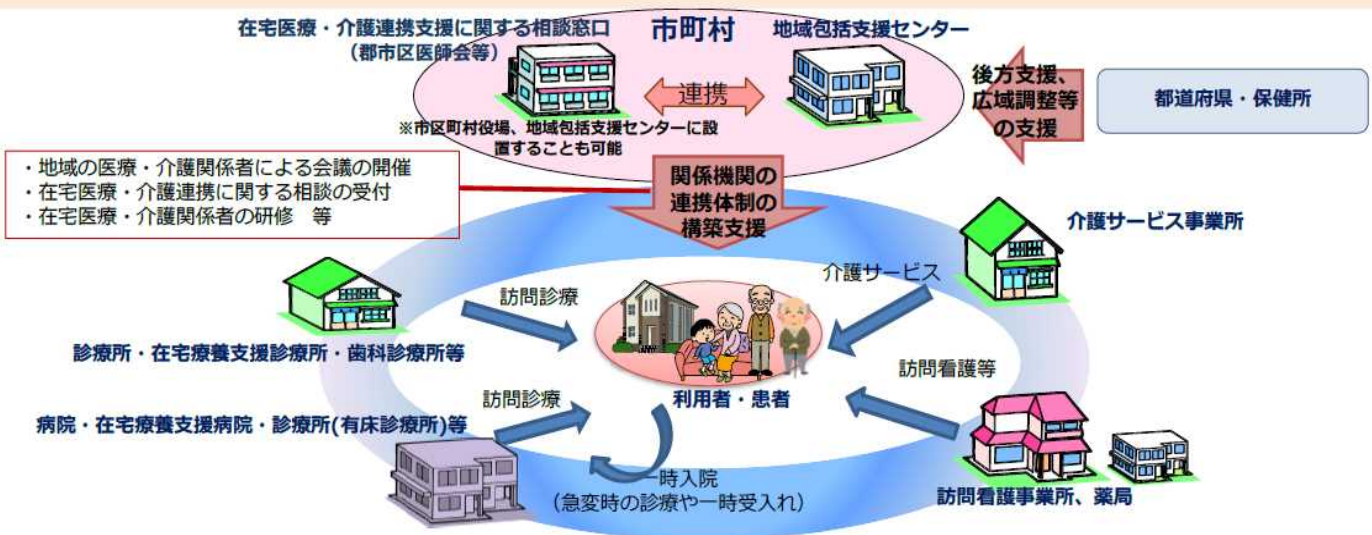 在宅医療・介護連携支援に関する相談窓口
(郡市区医師会等)
市町村
地域包括支援センター
連携
※市区町村役場、地域包括支援センターに設
置することも可能
後方支援、
広域調整等
の支援
都道府県・保健所
・地域の医療・介護関係者による会議の開催
・在宅医療・介護連携に関する相談の受付
・在宅医療・介護関係者の研修 等
関係機関の
連携体制の
構築支援
介護サービス事業所
介護サービス
訪問診療
診療所・在宅療養支援診療所・歯科診療所等
利用者・患者
訪問看護等
訪問診療
病院・在宅療養支援病院・診療所(有床診療所)等
一時入院
(急変時の診療や一時受入れ)
訪問看護事業所、薬局